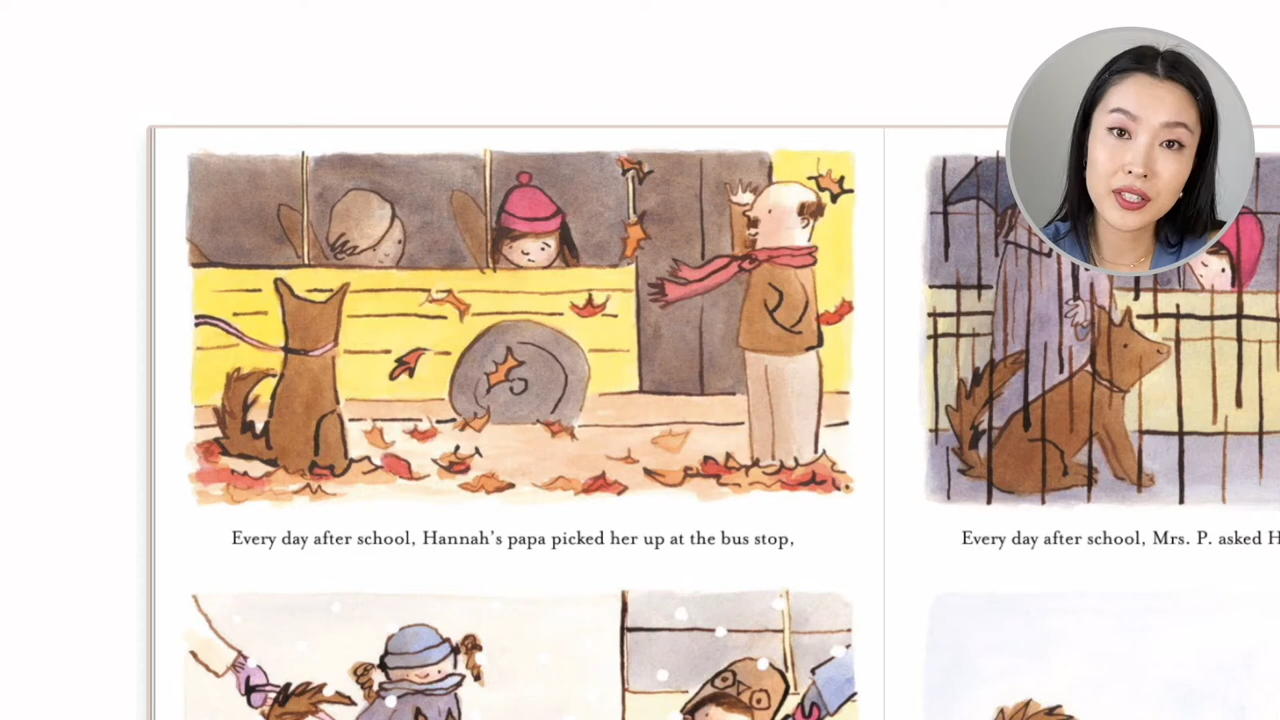 Every day after school, Hannah's papa picked her up at the bus stop,
Every day after school, Mrs. P. asked H